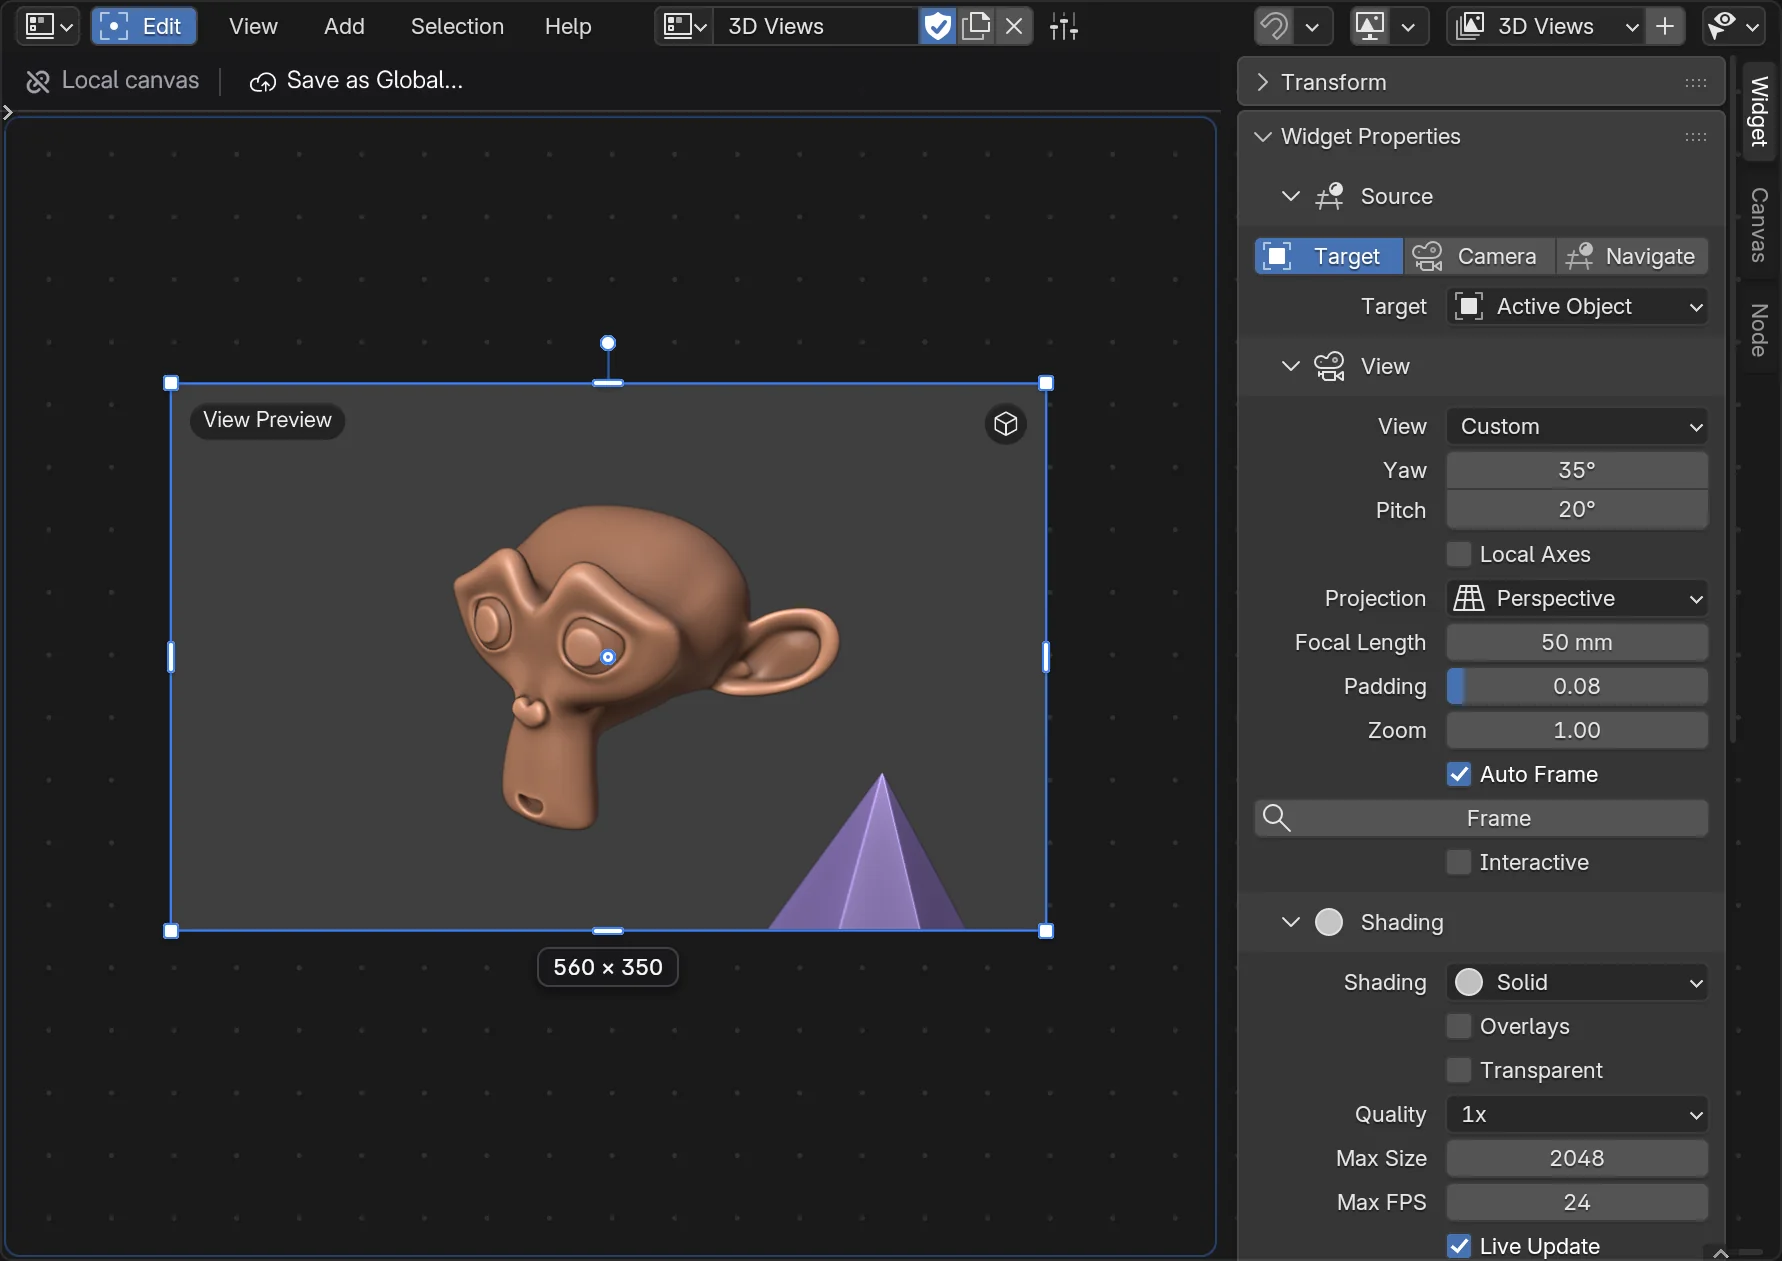 Edit
View
Add
Selection
Help
3D Views
3D Views
Local canvas
Save as Global...
Transform
Widget Properties
Source
Target
Camera
Navigate
Target
Active Object
View
View
Custom
Yaw
35°
Pitch
20°
Local Axes
Projection
Perspective
Focal Length
50 mm
Padding
0.08
Zoom
1.00
Auto Frame
Frame
Interactive
Shading
Shading
Solid
Overlays
Transparent
Quality
1x
Max Size
2048
Max FPS
24
Live Update
Widget
Canvas
Node
View Preview
560 × 350